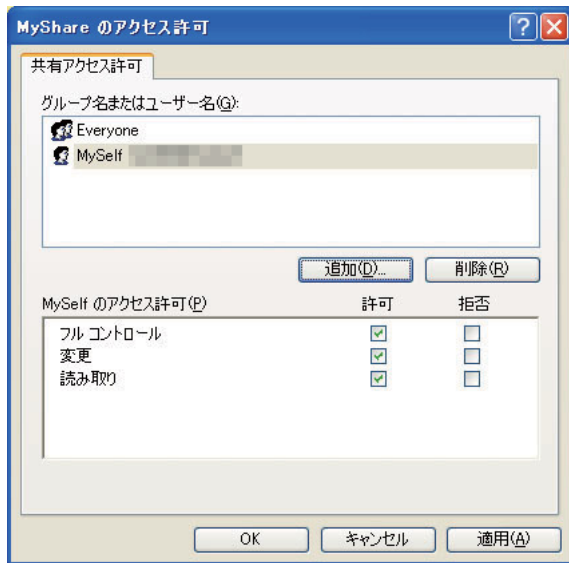 MyShare のアクセス許可
共有アクセス許可
グループ名またはユーザー名(G):
Everyone
MySelf
追加(D)... 削除(R)
MySelf のアクセス許可(P) 許可 拒否
フル コントロール
変更
読み取り
OK キャンセル 適用(A)